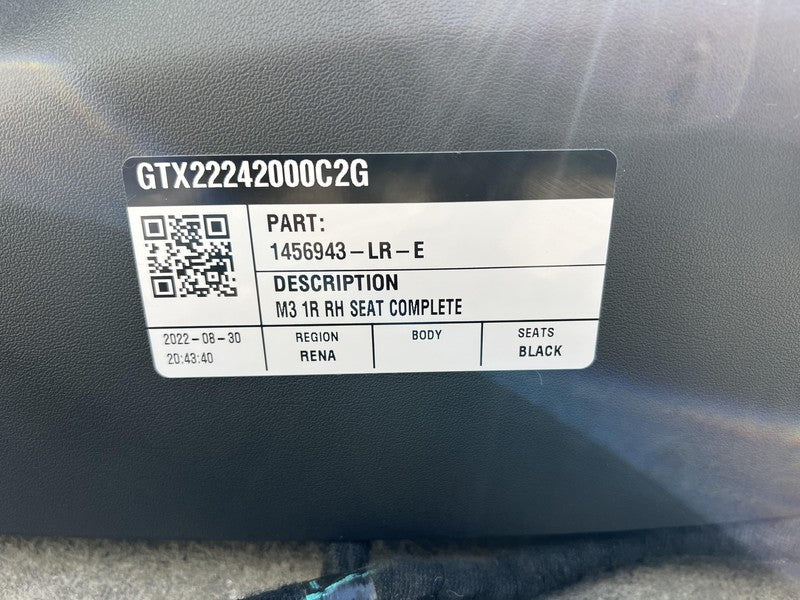 GTX22242000C2G
PART:
1456943-LR-E
DESCRIPTION
M3 1R RH SEAT COMPLETE
2022-08-30
20:43:40
REGION
RENA
BODY
SEATS
BLACK